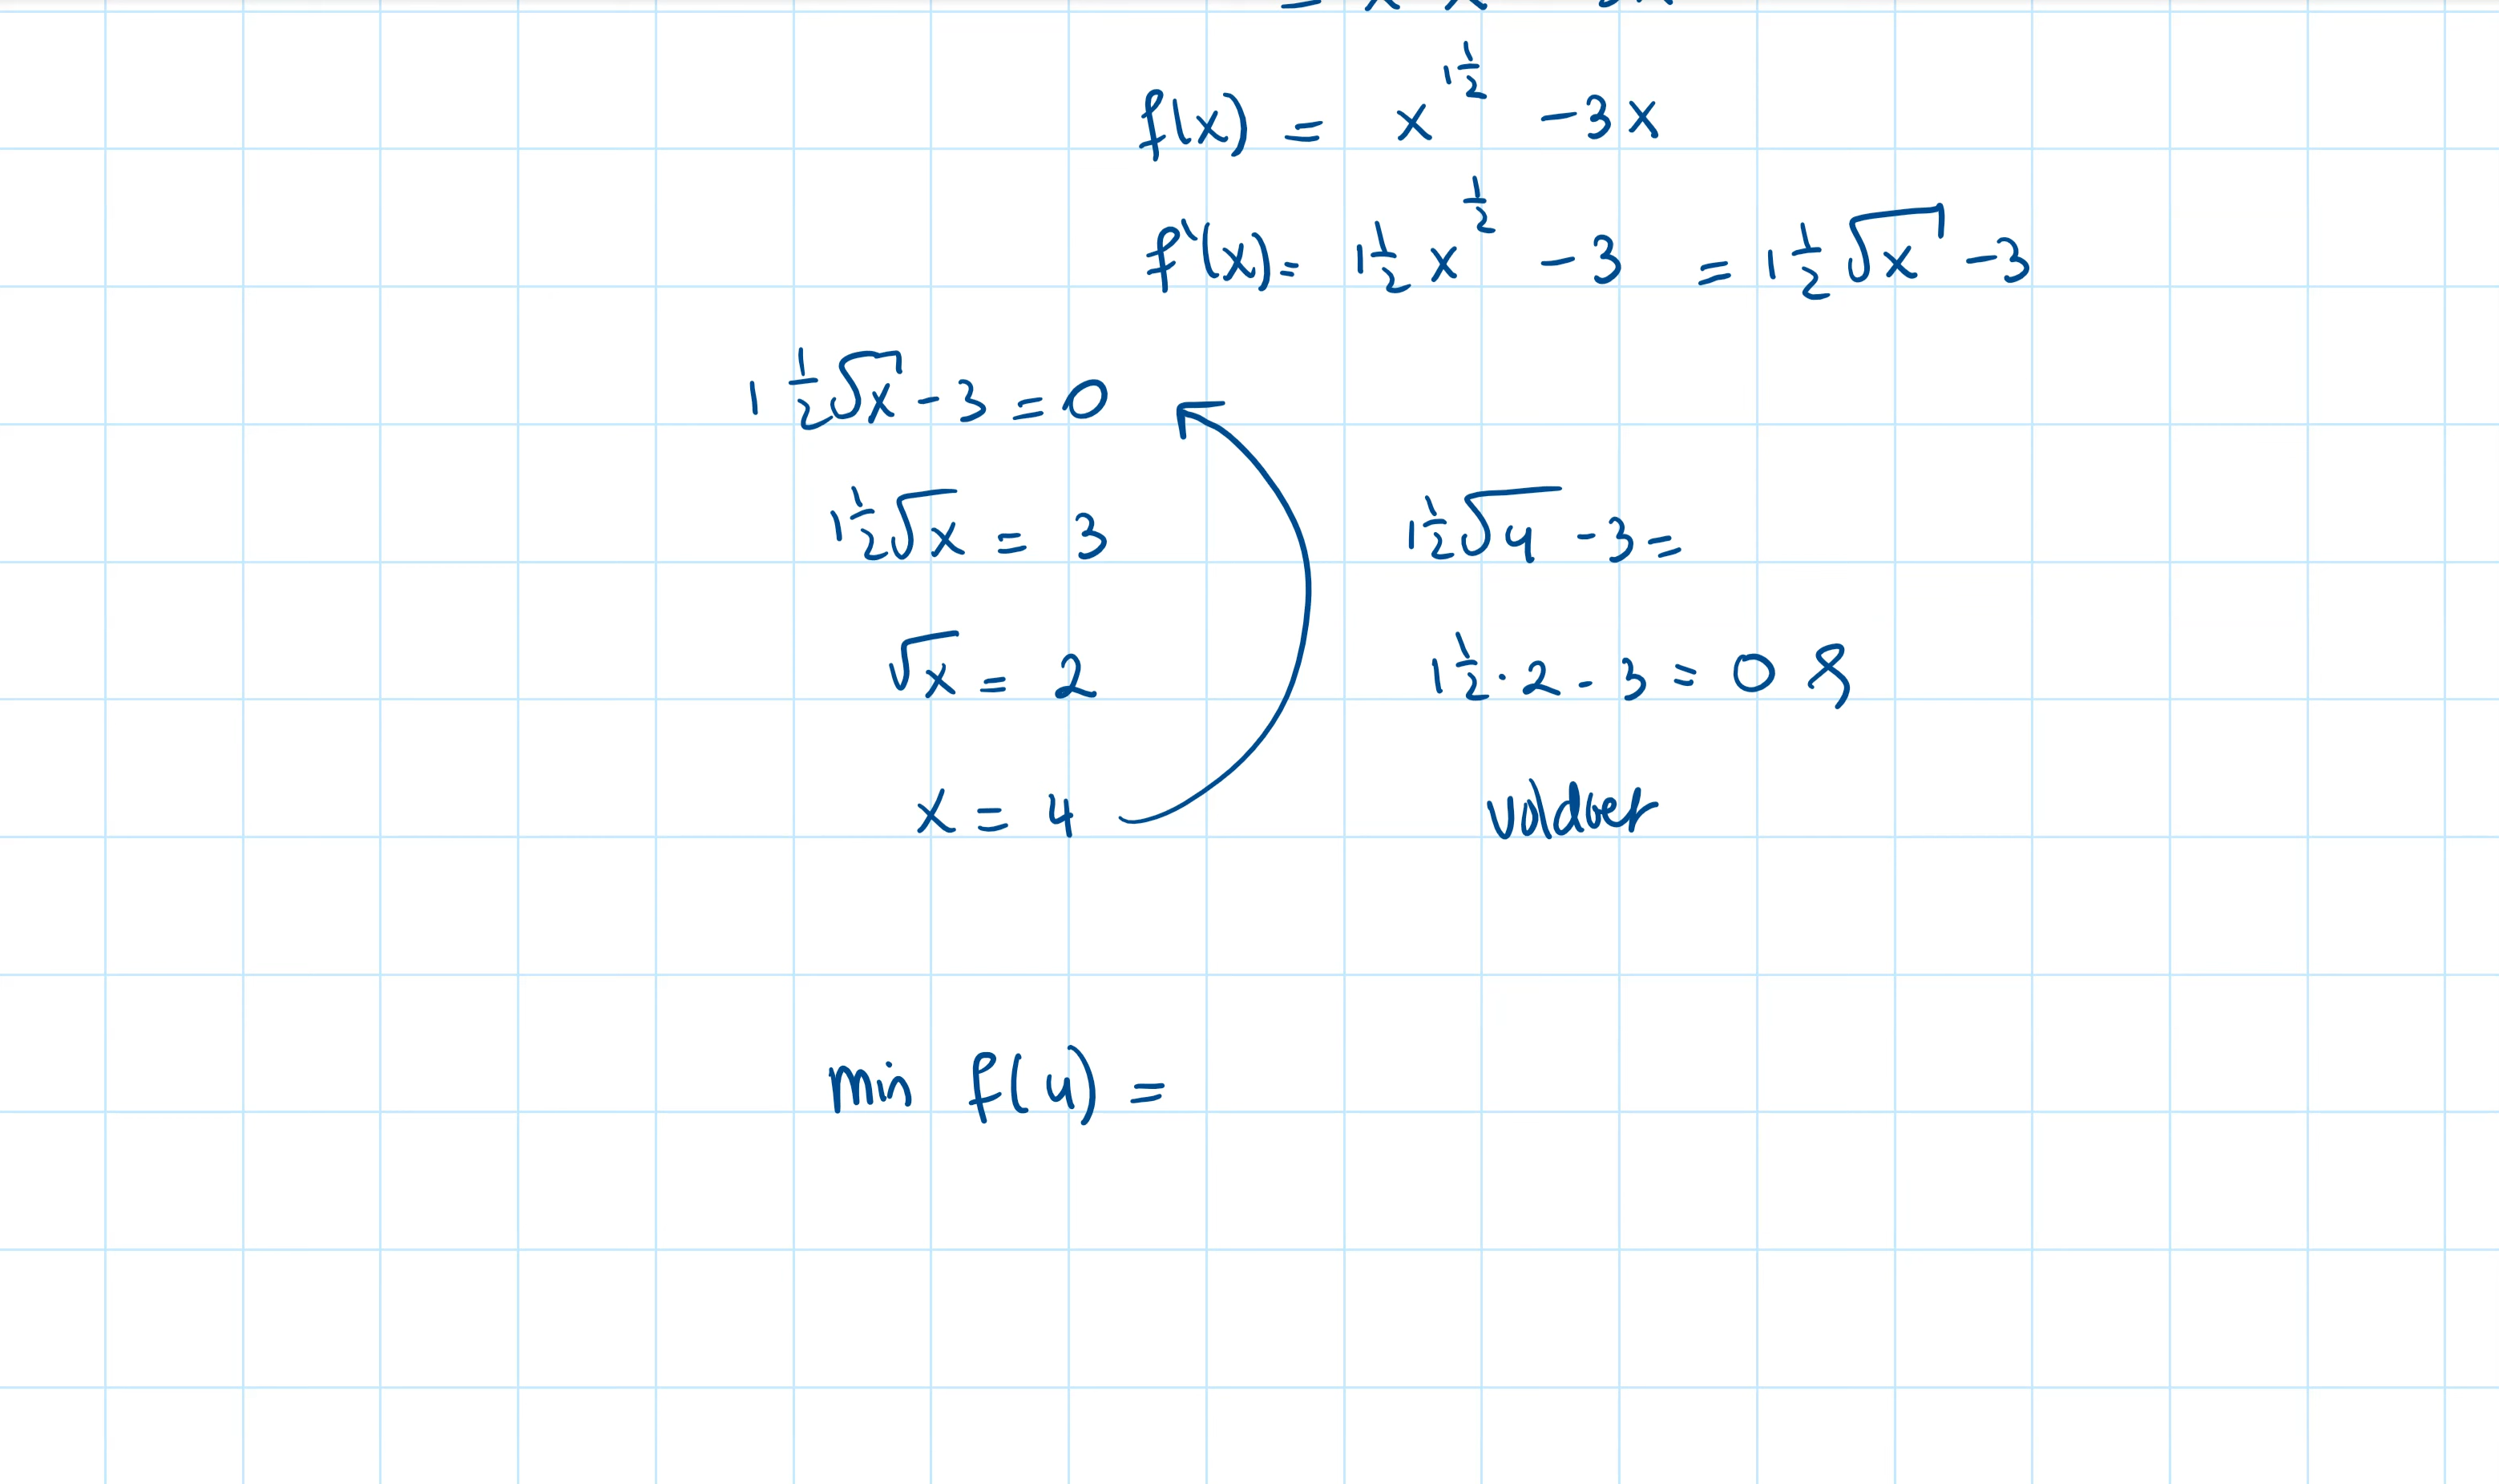 f(x) = x^1½ - 3x
f'(x) = 1½ x^½ - 3 = 1½ √x - 3
1½ √x - 3 = 0
1½ √x = 3
1½ √4 - 3 =
√x = 2
1½ · 2 - 3 = 0 &
x = 4
voldoet
min f(4) =